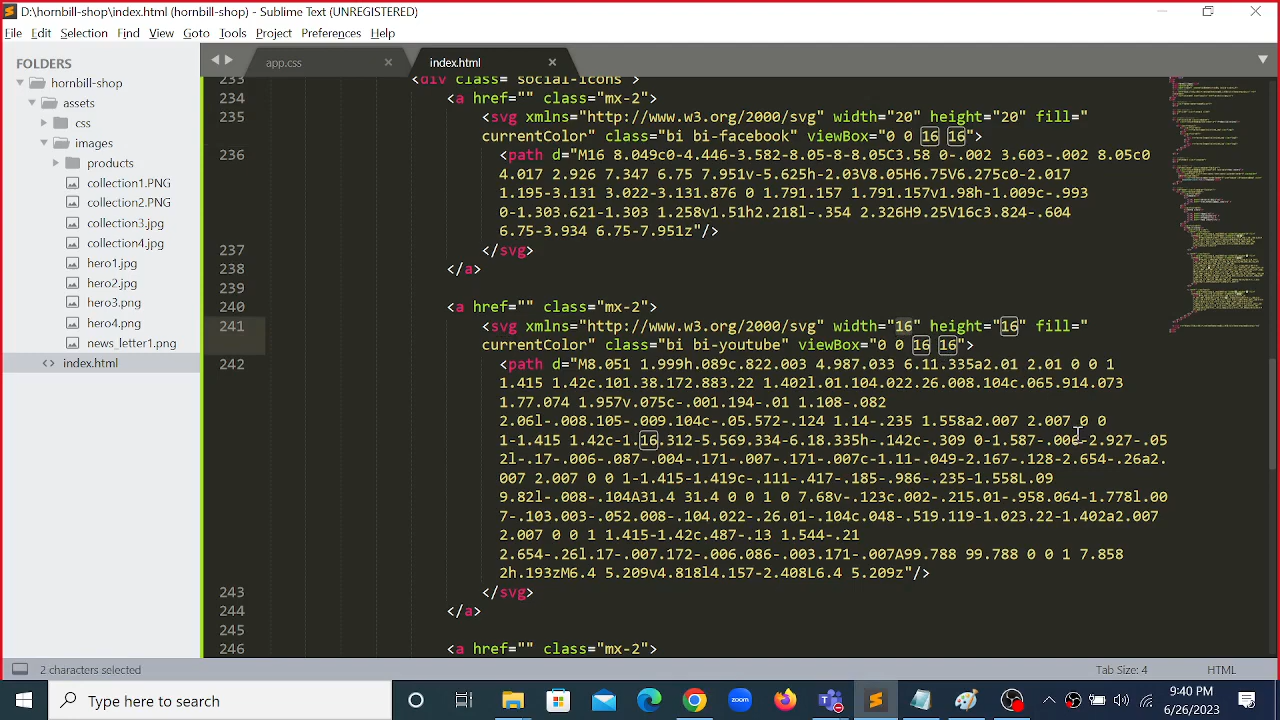 D:\hornbill-shop\index.html (hornbill-shop) - Sublime Text (UNREGISTERED)
File Edit Selection Find View Goto Tools Project Preferences Help
FOLDERS
hornbill-shop
assets
css
images
products
collection1.PNG
collection2.PNG
collection3.jpg
collection4.jpg
hero1.jpg
hero2.jpg
hero3.png
hero4.png
news_letter1.png
index.html
app.css
index.html
233 <div class="social-icons">
234 <a href="" class="mx-2">
235 <svg xmlns="http://www.w3.org/2000/svg" width="20" height="20" fill="
currentColor" class="bi bi-facebook" viewBox="0 0 16 16">
236 <path d="M16 8.049c0-4.446-3.582-8.05-8-8.05C3.58 0-.002 3.603-.002 8.05c0
4.017 2.926 7.347 6.75 7.951v-5.625h-2.03V8.05H6.75V6.275c0-2.017
1.195-3.131 3.022-3.131.876 0 1.791.157 1.791.157v1.98h-1.009c-.993
0-1.303.621-1.303 1.258v1.51h2.218l-.354 2.326H9.25V16c3.824-.604
6.75-3.934 6.75-7.951z"/>
237 </svg>
238 </a>
239
240 <a href="" class="mx-2">
241 <svg xmlns="http://www.w3.org/2000/svg" width="16" height="16" fill="
currentColor" class="bi bi-youtube" viewBox="0 0 16 16">
242 <path d="M8.051 1.999h.089c.822.003 4.987.033 6.11.335a2.01 2.01 0 0 1
1.415 1.42c.101.38.172.883.22 1.402l.01.104.022.26.008.104c.065.914.073
1.77.074 1.957v.075c-.001.194-.01 1.108-.082
2.06l-.008.105-.009.104c-.05.572-.124 1.14-.235 1.558a2.007 2.007 0 0
1-1.415 1.42c-1.16.312-5.569.334-6.18.335h-.142c-.309 0-1.587-.006-2.927-.05
2l-.17-.006-.087-.004-.171-.007-.171-.007c-1.11-.049-2.167-.128-2.654-.26a2.
007 2.007 0 0 1-1.415-1.419c-.111-.417-.185-.986-.235-1.558L.09
9.82l-.008-.104A31.4 31.4 0 0 1 0 7.68v-.123c.002-.215.01-.958.064-1.778l.00
7-.103.003-.052.008-.104.022-.26.01-.104c.048-.519.119-1.023.22-1.402a2.007
2.007 0 0 1 1.415-1.42c.487-.13 1.544-.21
2.654-.26l.17-.007.172-.006.086-.003.171-.007A99.788 99.788 0 0 1 7.858
2h.193zM6.4 5.209v4.818l4.157-2.408L6.4 5.209z"/>
243 </svg>
244 </a>
245
246 <a href="" class="mx-2">
2 characters selected
Tab Size: 4
HTML
Type here to search
zoom
9:40 PM
6/26/2023